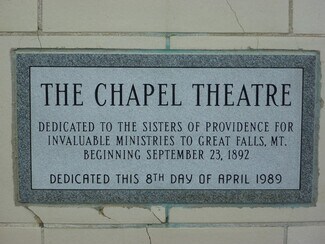 THE CHAPEL THEATRE
DEDICATED TO THE SISTERS OF PROVIDENCE FOR
INVALUABLE MINISTRIES TO GREAT FALLS, MT.
BEGINNING SEPTEMBER 23, 1892
DEDICATED THIS 8TH DAY OF APRIL 1989